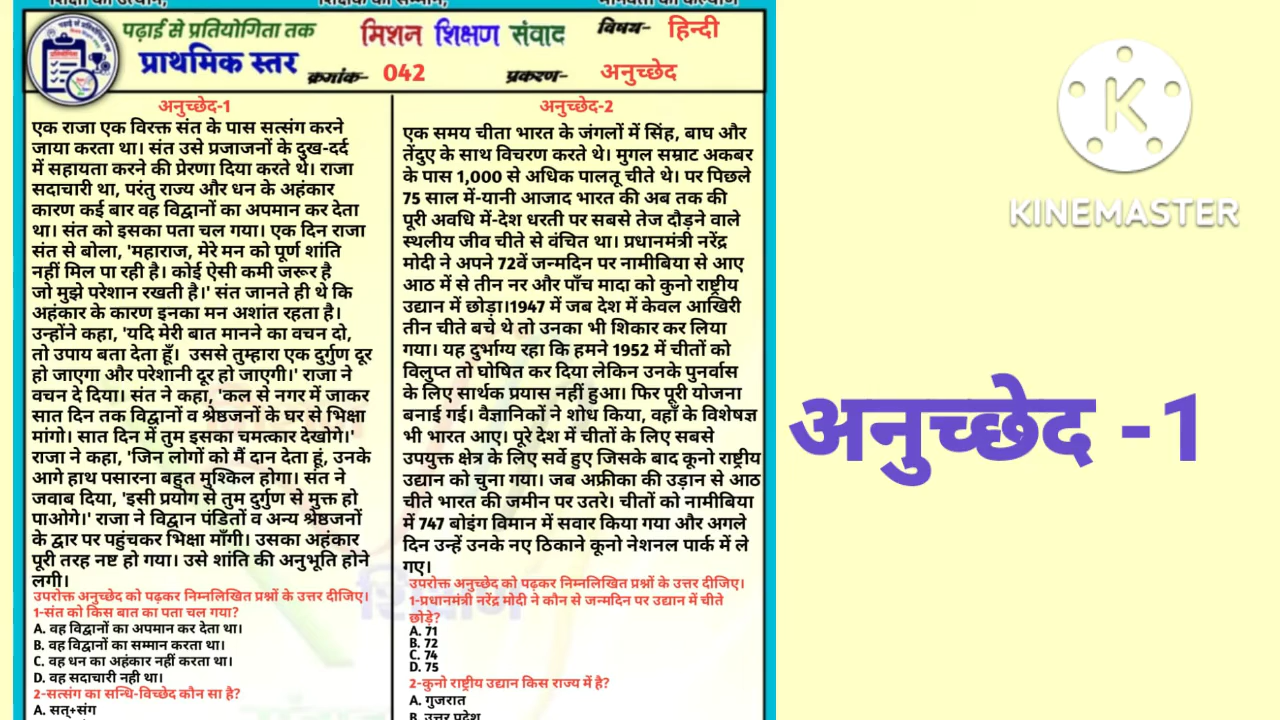 शिक्षा का उत्थान, शिक्षक का सम्मान, मानवता का कल्याण
पढ़ाई से प्रतियोगिता तक
प्राथमिक स्तर
मिशन शिक्षण संवाद
विषय- हिन्दी
क्रमांक- 042
प्रकरण- अनुच्छेद
अनुच्छेद-1
एक राजा एक विरक्त संत के पास सत्संग करने
जाया करता था। संत उसे प्रजाजनों के दुख-दर्द
में सहायता करने की प्रेरणा दिया करते थे। राजा
सदाचारी था, परंतु राज्य और धन के अहंकार
कारण कई बार वह विद्वानों का अपमान कर देता
था। संत को इसका पता चल गया। एक दिन राजा
संत से बोला, 'महाराज, मेरे मन को पूर्ण शांति
नहीं मिल पा रही है। कोई ऐसी कमी जरूर है
जो मुझे परेशान रखती है।' संत जानते ही थे कि
अहंकार के कारण इनका मन अशांत रहता है।
उन्होंने कहा, 'यदि मेरी बात मानने का वचन दो,
तो उपाय बता देता हूँ। उससे तुम्हारा एक दुर्गुण दूर
हो जाएगा और परेशानी दूर हो जाएगी।' राजा ने
वचन दे दिया। संत ने कहा, 'कल से नगर में जाकर
सात दिन तक विद्वानों व श्रेष्ठजनों के घर से भिक्षा
मांगो। सात दिन में तुम इसका चमत्कार देखोगे।'
राजा ने कहा, 'जिन लोगों को मैं दान देता हूं, उनके
आगे हाथ पसारना बहुत मुश्किल होगा। संत ने
जवाब दिया, 'इसी प्रयोग से तुम दुर्गुण से मुक्त हो
पाओगे।' राजा ने विद्वान पंडितों व अन्य श्रेष्ठजनों
के द्वार पर पहुंचकर भिक्षा माँगी। उसका अहंकार
पूरी तरह नष्ट हो गया। उसे शांति की अनुभूति होने
लगी।
उपरोक्त अनुच्छेद को पढ़कर निम्नलिखित प्रश्नों के उत्तर दीजिए।
1-संत को किस बात का पता चल गया?
A. वह विद्वानों का अपमान कर देता था।
B. वह विद्वानों का सम्मान करता था।
C. वह धन का अहंकार नहीं करता था।
D. वह सदाचारी नही था।
2-सत्संग का सन्धि-विच्छेद कौन सा है?
A. सत्+संग
अनुच्छेद-2
एक समय चीता भारत के जंगलों में सिंह, बाघ और
तेंदुए के साथ विचरण करते थे। मुगल सम्राट अकबर
के पास 1,000 से अधिक पालतू चीते थे। पर पिछले
75 साल में-यानी आजाद भारत की अब तक की
पूरी अवधि में-देश धरती पर सबसे तेज दौड़ने वाले
स्थलीय जीव चीते से वंचित था। प्रधानमंत्री नरेंद्र
मोदी ने अपने 72वें जन्मदिन पर नामीबिया से आए
आठ में से तीन नर और पाँच मादा को कुनो राष्ट्रीय
उद्यान में छोड़ा।1947 में जब देश में केवल आखिरी
तीन चीते बचे थे तो उनका भी शिकार कर लिया
गया। यह दुर्भाग्य रहा कि हमने 1952 में चीतों को
विलुप्त तो घोषित कर दिया लेकिन उनके पुनर्वास
के लिए सार्थक प्रयास नहीं हुआ। फिर पूरी योजना
बनाई गई। वैज्ञानिकों ने शोध किया, वहाँ के विशेषज्ञ
भी भारत आए। पूरे देश में चीतों के लिए सबसे
उपयुक्त क्षेत्र के लिए सर्वे हुए जिसके बाद कूनो राष्ट्रीय
उद्यान को चुना गया। जब अफ्रीका की उड़ान से आठ
चीते भारत की जमीन पर उतरे। चीतों को नामीबिया
में 747 बोइंग विमान में सवार किया गया और अगले
दिन उन्हें उनके नए ठिकाने कूनो नेशनल पार्क में ले
गए।
उपरोक्त अनुच्छेद को पढ़कर निम्नलिखित प्रश्नों के उत्तर दीजिए।
1-प्रधानमंत्री नरेंद्र मोदी ने कौन से जन्मदिन पर उद्यान में चीते
छोड़े?
A. 71
B. 72
C. 74
D. 75
2-कुनो राष्ट्रीय उद्यान किस राज्य में है?
A. गुजरात
B. उत्तर प्रदेश
K
KINEMASTER
अनुच्छेद -1